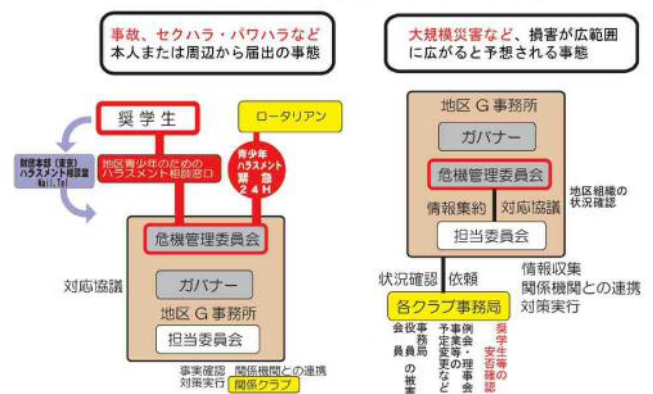 事故、セクハラ・パワハラなど
本人または周辺から届出の事態
奨学生
ロータリアン
財団本部（東京）
ハラスメント相談室
Mail.Tel
地区青少年のための
ハラスメント相談窓口
青少年
ハラスメント
緊急
24H
危機管理委員会
対応協議
ガバナー
地区G事務所
担当委員会
事実確認 関係機関との連携
対策実行 関係クラブ
大規模災害など、損害が広範囲
に広がると予想される事態
地区G事務所
ガバナー
危機管理委員会
地区組織の
状況確認
情報集約 対応協議
担当委員会
状況確認 依頼
情報収集
関係機関との連携
対策実行
各クラブ事務局
事務局
役員の被害
会員
例会・理事会
事業等の
予定変更など
奨学生等の
安否確認